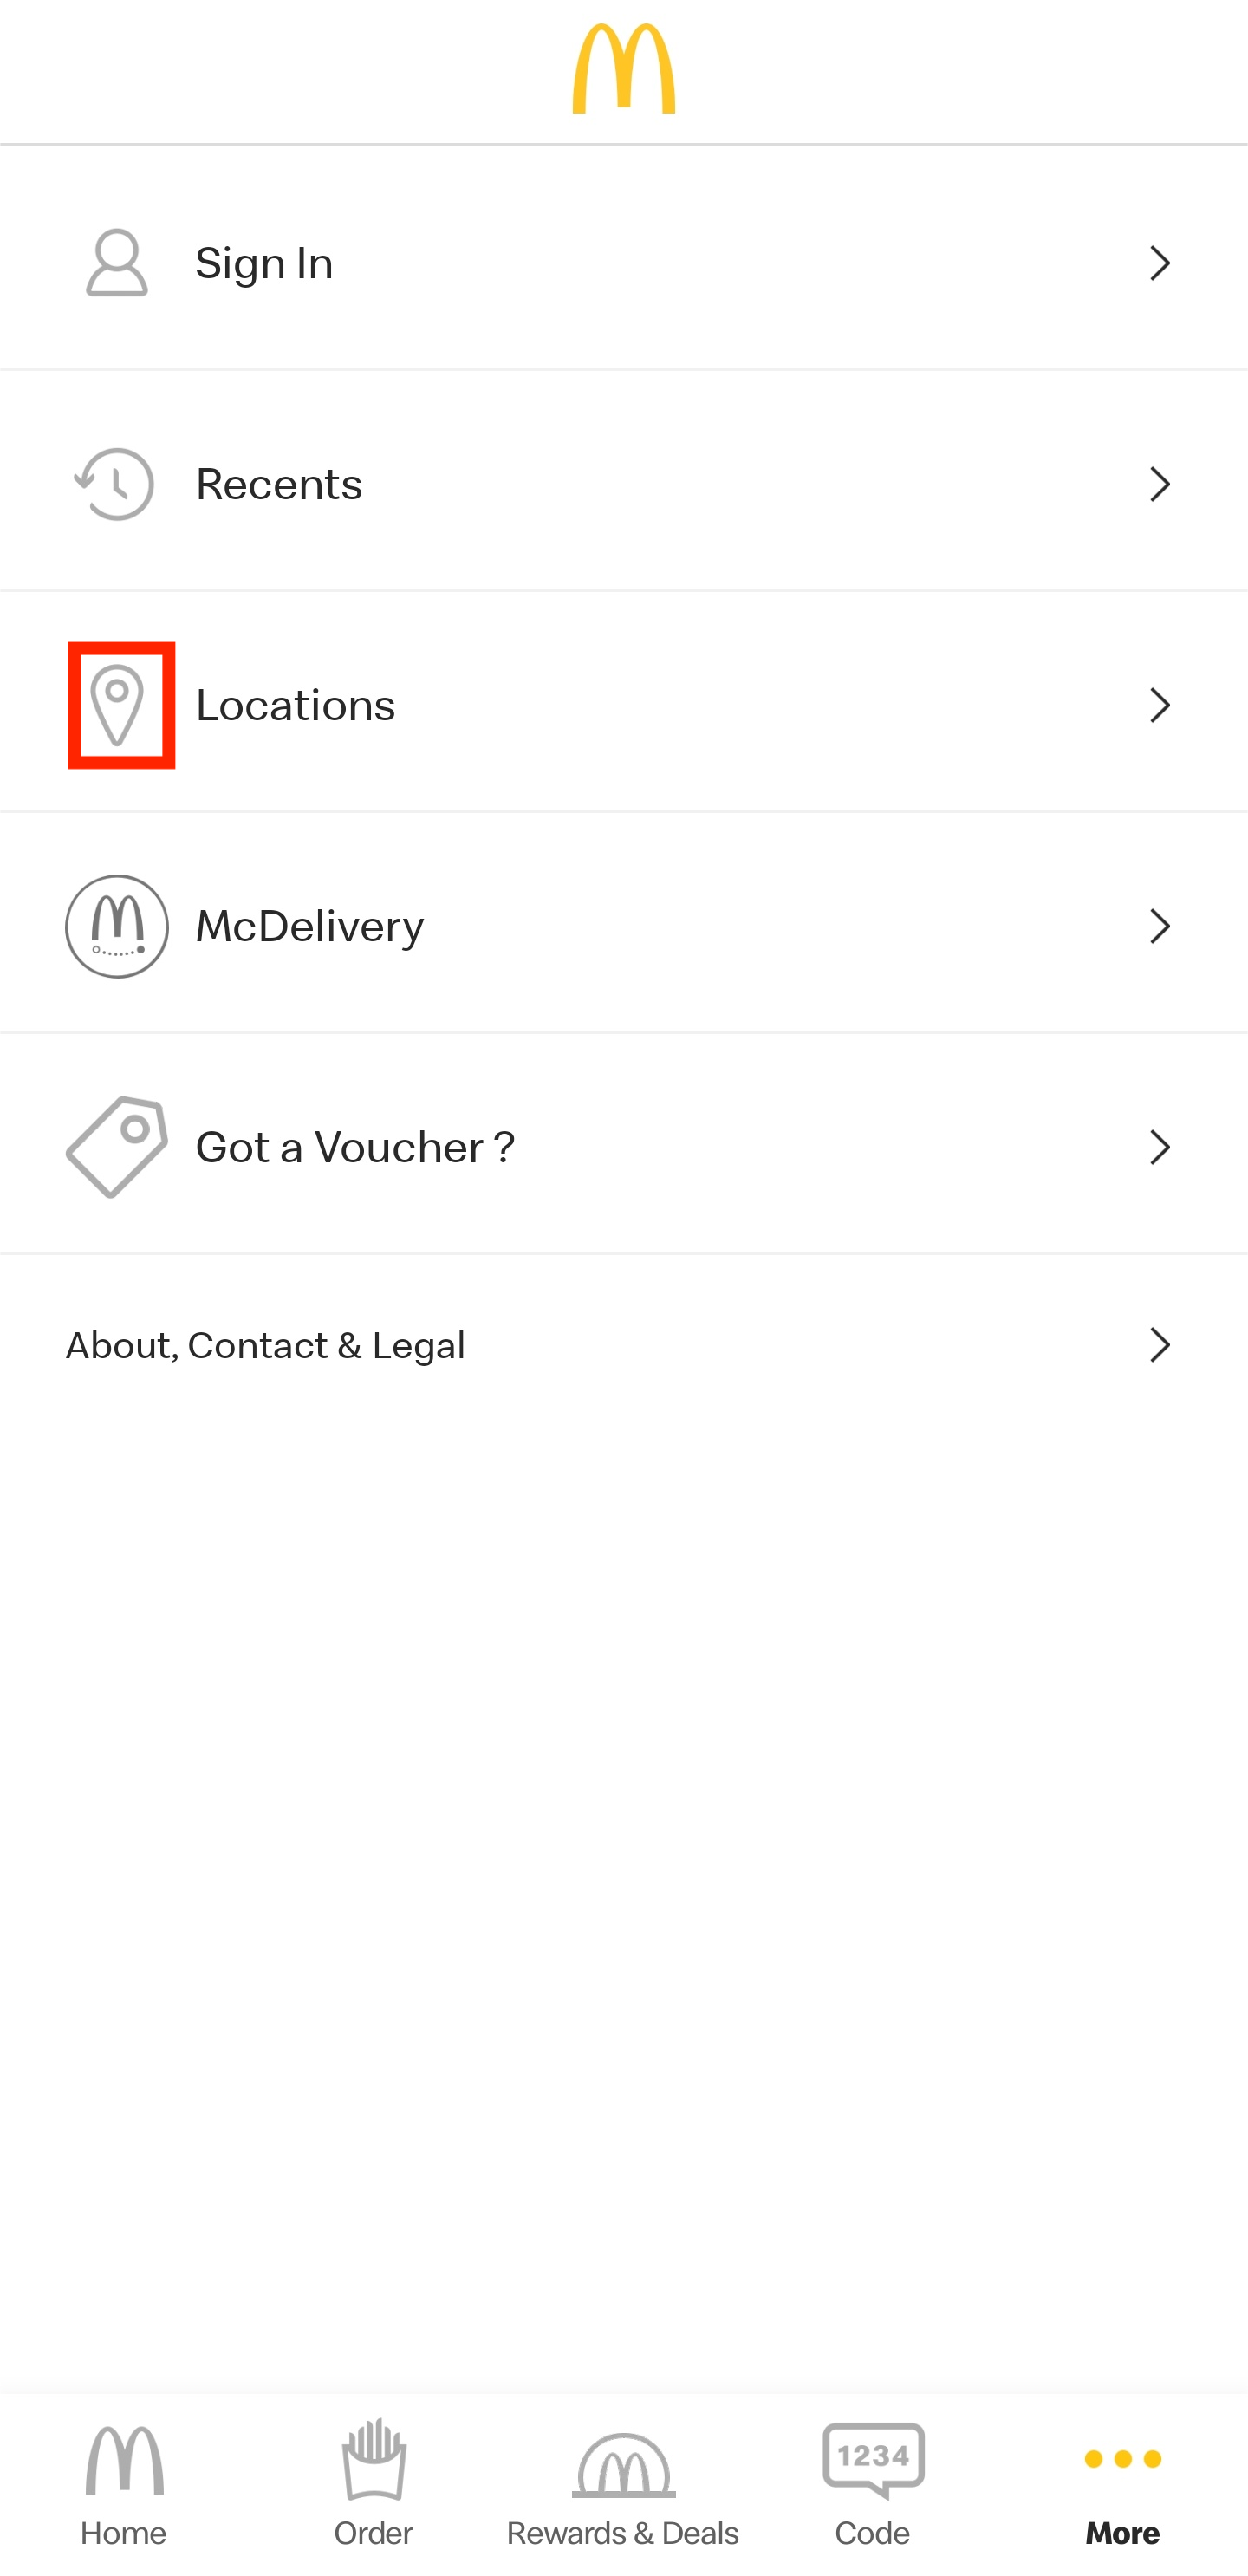 Sign In
Recents
Locations
McDelivery
Got a Voucher ?
About, Contact & Legal
1234
Home
Order
Rewards & Deals
Code
More